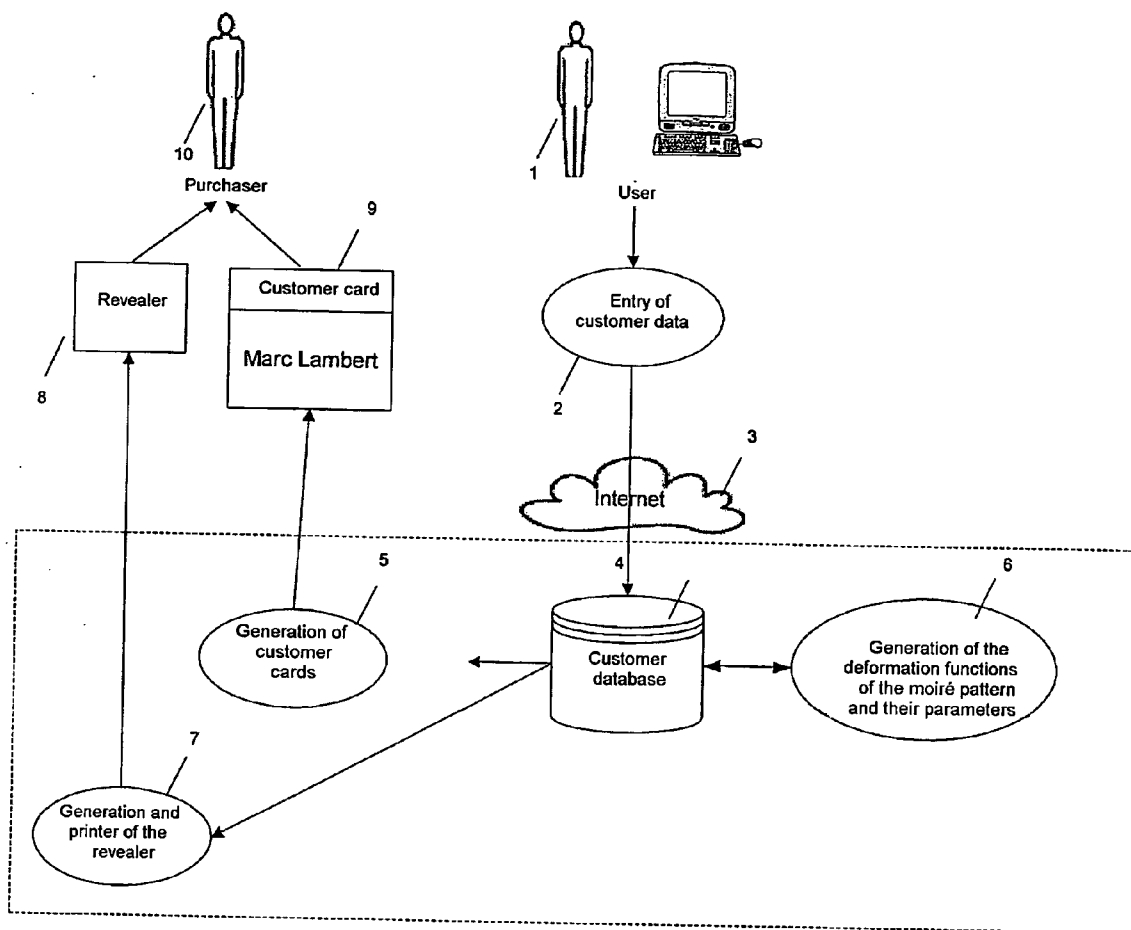 10
Purchaser
1
User
9
Revealer
8
Customer card
Marc Lambert
Entry of
customer data
2
3
Internet
5
4
6
Generation of
customer
cards
Customer
database
Generation of the
deformation functions
of the moiré pattern
and their parameters
7
Generation and
printer of the
revealer